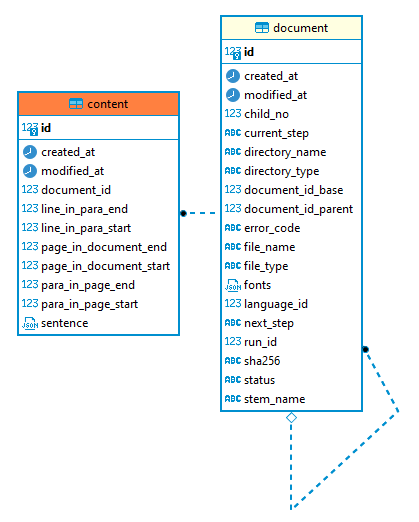 content
123 id
created_at
modified_at
123 document_id
123 line_in_para_end
123 line_in_para_start
123 page_in_document_end
123 page_in_document_start
123 para_in_page_end
123 para_in_page_start
JSON sentence
document
123 id
created_at
modified_at
123 child_no
ABC current_step
ABC directory_name
ABC directory_type
123 document_id_base
123 document_id_parent
ABC error_code
ABC file_name
ABC file_type
JSON fonts
123 language_id
ABC next_step
123 run_id
ABC sha256
ABC status
ABC stem_name